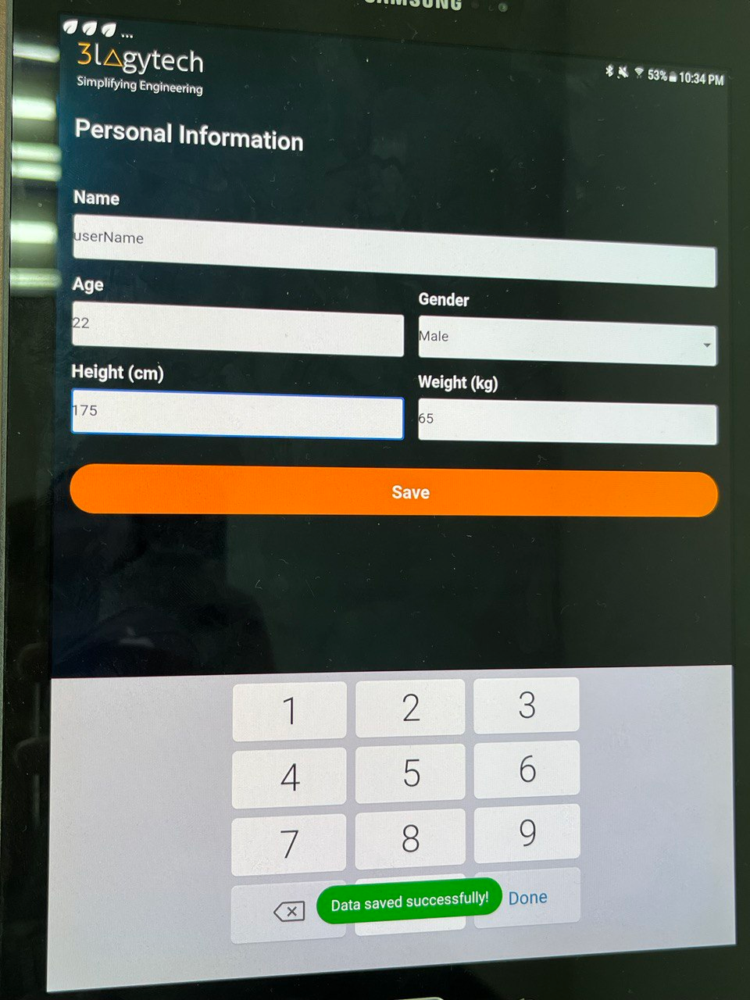 SAMSUNG
...
3l△gytech
Simplifying Engineering
53% 10:34 PM
Personal Information
Name
userName
Age
Gender
22
Male
Height (cm)
Weight (kg)
175
65
Save
1 2 3
4 5 6
7 8 9
Data saved successfully!
Done